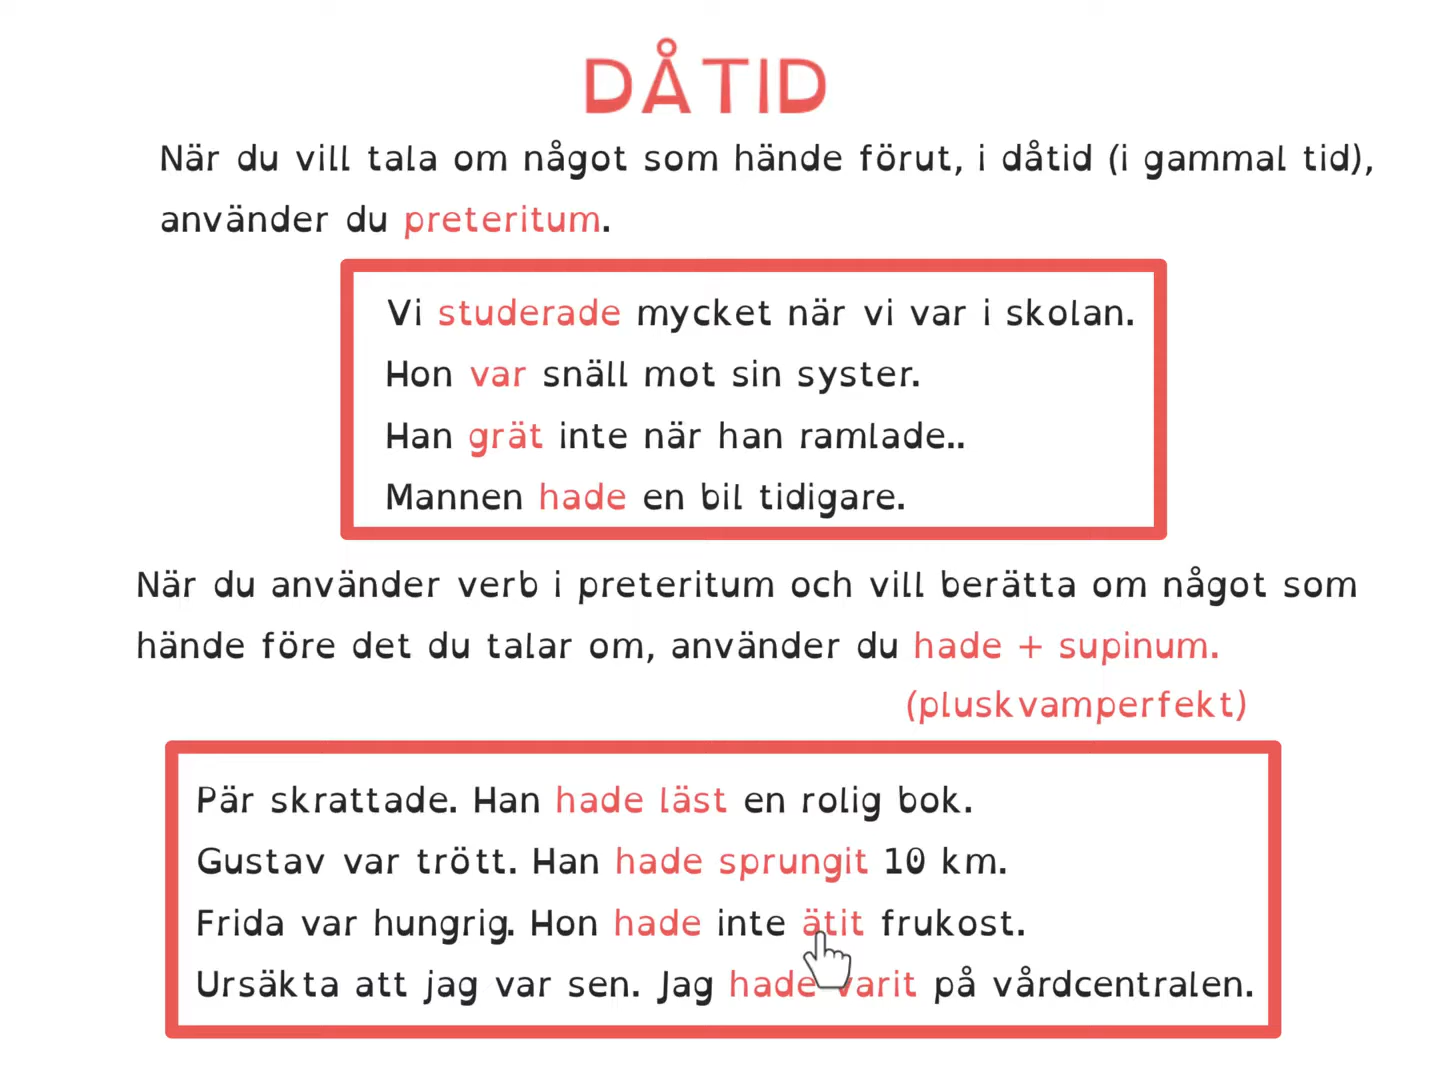 DÅTID
När du vill tala om något som hände förut, i dåtid (i gammal tid),
använder du preteritum.
Vi studerade mycket när vi var i skolan.
Hon var snäll mot sin syster.
Han grät inte när han ramlade..
Mannen hade en bil tidigare.
När du använder verb i preteritum och vill berätta om något som
hände före det du talar om, använder du hade + supinum.
(pluskvamperfekt)
Pär skrattade. Han hade läst en rolig bok.
Gustav var trött. Han hade sprungit 10 km.
Frida var hungrig. Hon hade inte ätit frukost.
Ursäkta att jag var sen. Jag hade varit på vårdcentralen.